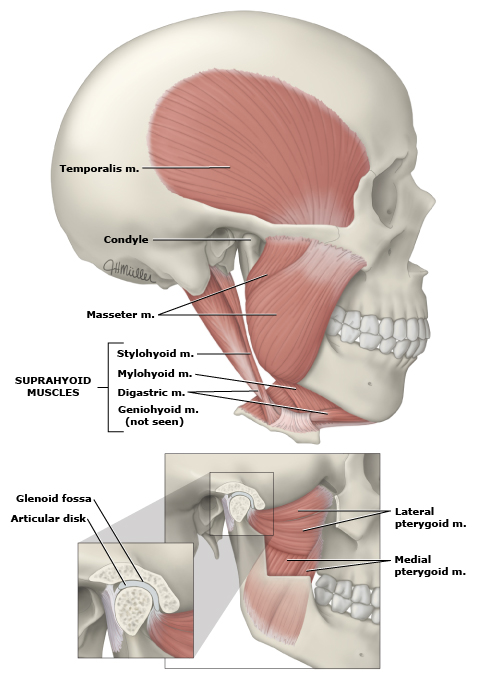 Temporalis m.
Condyle
JHMüller
Masseter m.
Stylohyoid m.
Mylohyoid m.
SUPRAHYOID
MUSCLES
Digastric m.
Geniohyoid m.
(not seen)
Glenoid fossa
Articular disk
Lateral
pterygoid m.
Medial
pterygoid m.